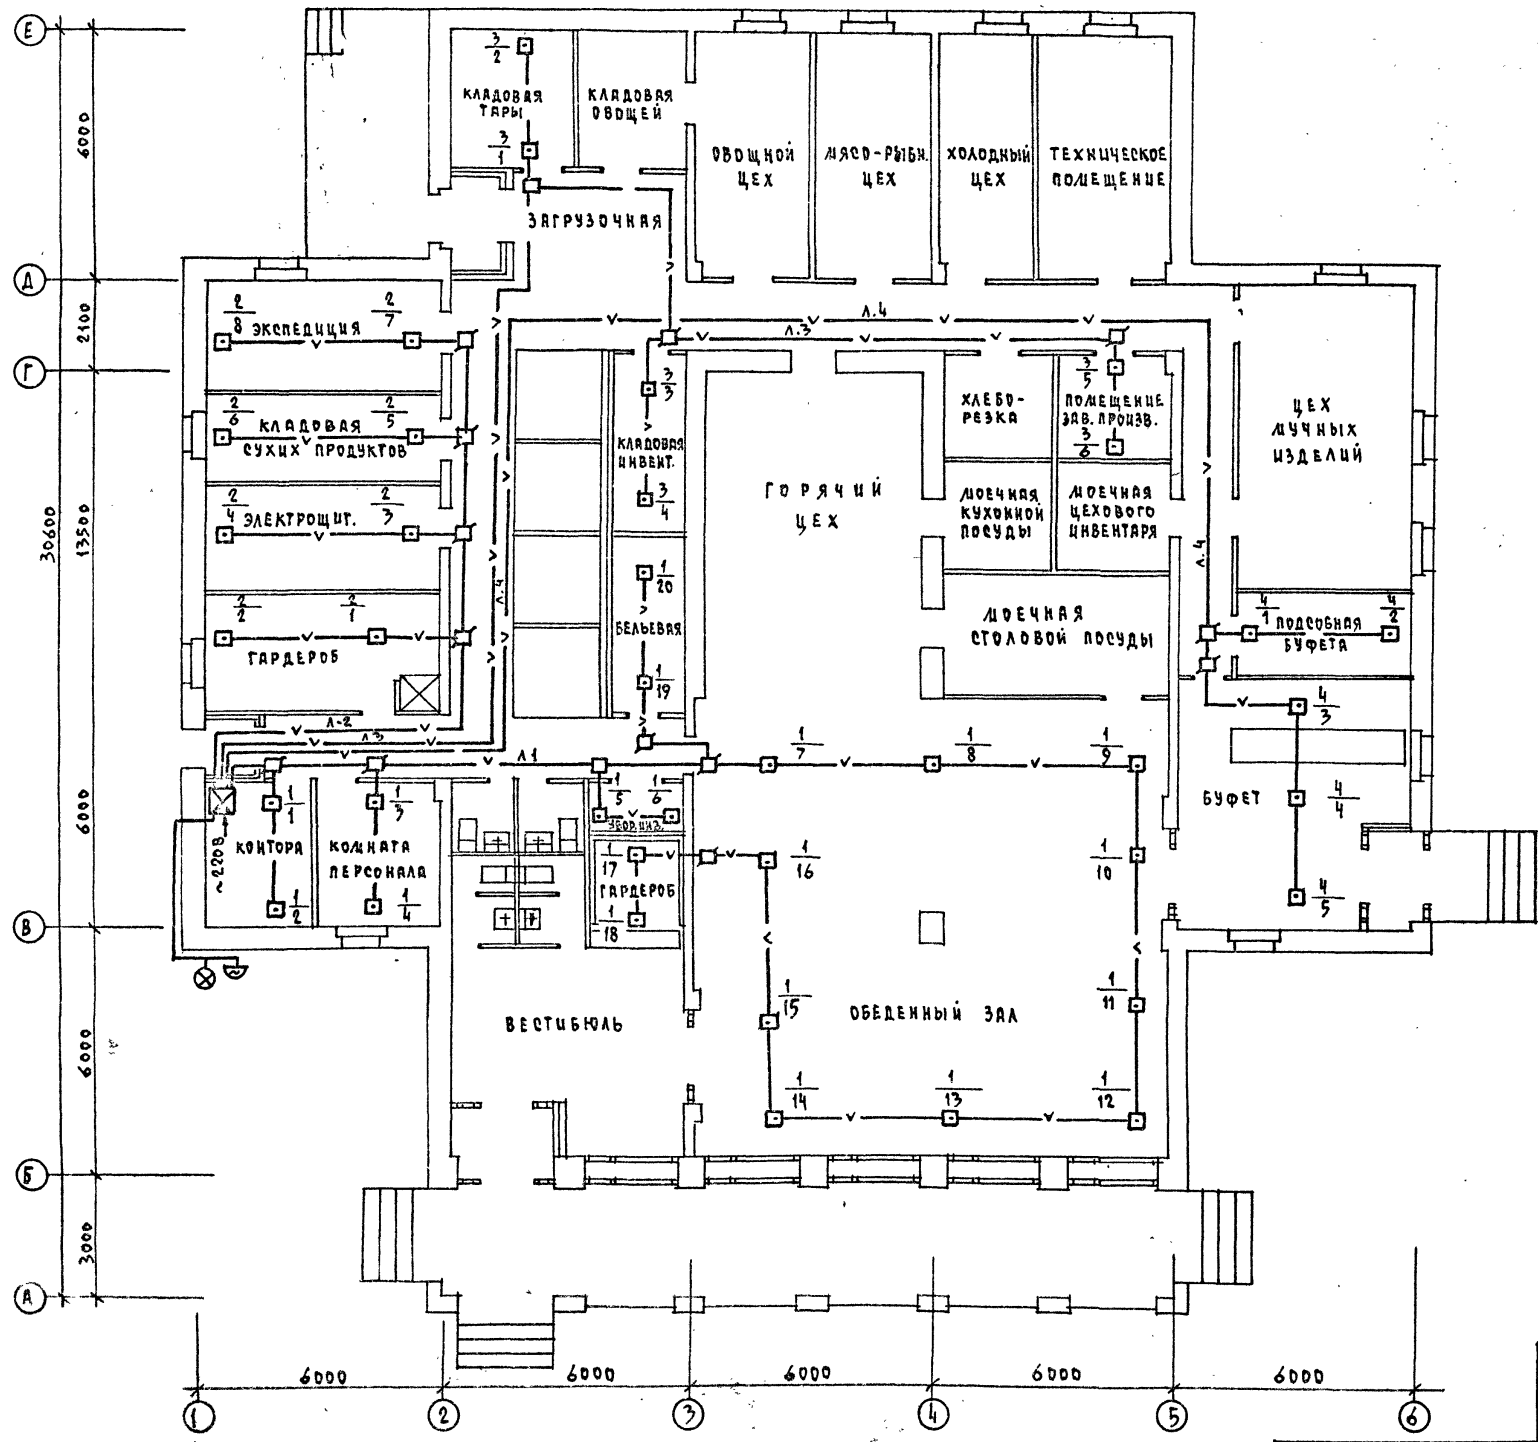 Е
3
2
КЛАДОВАЯ
ТАРЫ
КЛАДОВАЯ
ОВОЩЕЙ
3
1
6000
ОВОЩНОЙ
ЦЕХ
МЯСО-РЫБН.
ЦЕХ
ХОЛОДНЫЙ
ЦЕХ
ТЕХНИЧЕСКОЕ
ПОМЕЩЕНИЕ
ЗАГРУЗОЧНАЯ
Д
2100
2
8
ЭКСПЕДИЦИЯ
2
7
Л.4
Л.3
Г
3
3
3
5
ХЛЕБО-
РЕЗКА
ПОМЕЩЕНИЕ
ЗАВ. ПРОИЗВ.
3
6
ЦЕХ
МУЧНЫХ
ИЗДЕЛИЙ
2
6
КЛАДОВАЯ
СУХИХ ПРОДУКТОВ
2
5
КЛАДОВАЯ
ИНВЕНТ.
3
4
ГОРЯЧИЙ
ЦЕХ
МОЕЧНАЯ
КУХОННОЙ
ПОСУДЫ
МОЕЧНАЯ
ЦЕХОВОГО
ИНВЕНТАРЯ
30600
13500
2
4
ЭЛЕКТРОЩИТ.
2
3
Л.4
Л.4
1
20
БЕЛЬЕВАЯ
1
19
2
2
2
1
ГАРДЕРОБ
МОЕЧНАЯ
СТОЛОВОЙ ПОСУДЫ
4
1
ПОДСОБНАЯ
БУФЕТА
4
2
4
3
Л-2
Л.3
Л1
1
7
1
8
1
9
БУФЕТ
4
4
6000
1
1
1
3
1
5
1
6
УБОР.ИНВ.
~220В
КОНТОРА
КОМНАТА
ПЕРСОНАЛА
1
2
1
4
1
17
ГАРДЕРОБ
1
18
1
16
1
10
4
5
В
6000
ВЕСТИБЮЛЬ
1
15
ОБЕДЕННЫЙ ЗАЛ
1
11
1
14
1
13
1
12
Б
3000
А
6000
6000
6000
6000
6000
1
2
3
4
5
6